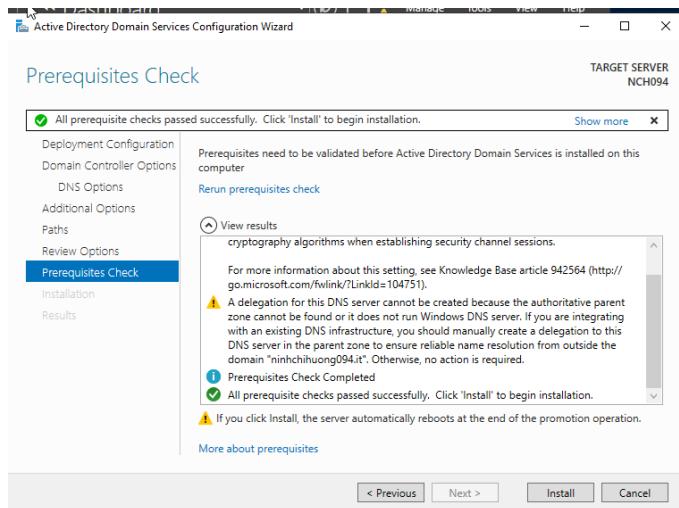 Dashboard
Manage Tools View Help
Active Directory Domain Services Configuration Wizard
Prerequisites Check
TARGET SERVER
NCH094
All prerequisite checks passed successfully. Click 'Install' to begin installation.
Show more
Deployment Configuration
Domain Controller Options
DNS Options
Additional Options
Paths
Review Options
Prerequisites Check
Installation
Results
Prerequisites need to be validated before Active Directory Domain Services is installed on this
computer
Rerun prerequisites check
View results
cryptography algorithms when establishing security channel sessions.
For more information about this setting, see Knowledge Base article 942564 (http://
go.microsoft.com/fwlink/?LinkId=104751).
A delegation for this DNS server cannot be created because the authoritative parent
zone cannot be found or it does not run Windows DNS server. If you are integrating
with an existing DNS infrastructure, you should manually create a delegation to this
DNS server in the parent zone to ensure reliable name resolution from outside the
domain "ninhchihuong094.it". Otherwise, no action is required.
Prerequisites Check Completed
All prerequisite checks passed successfully. Click 'Install' to begin installation.
If you click Install, the server automatically reboots at the end of the promotion operation.
More about prerequisites
< Previous
Next >
Install
Cancel